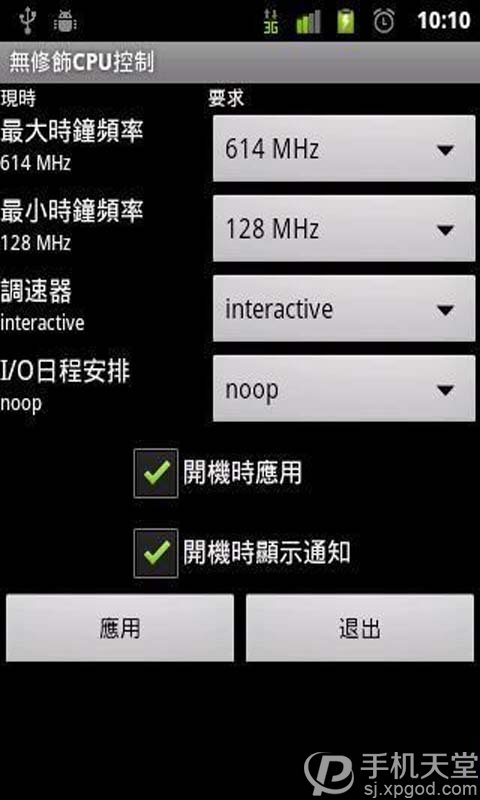 3G 10:10
無修飾CPU控制
現時 要求
最大時鐘頻率
614 MHz
614 MHz
最小時鐘頻率
128 MHz
128 MHz
調速器
interactive
interactive
I/O日程安排
noop
noop
開機時應用
開機時顯示通知
應用 退出
手机天堂
sj.xpgod.com